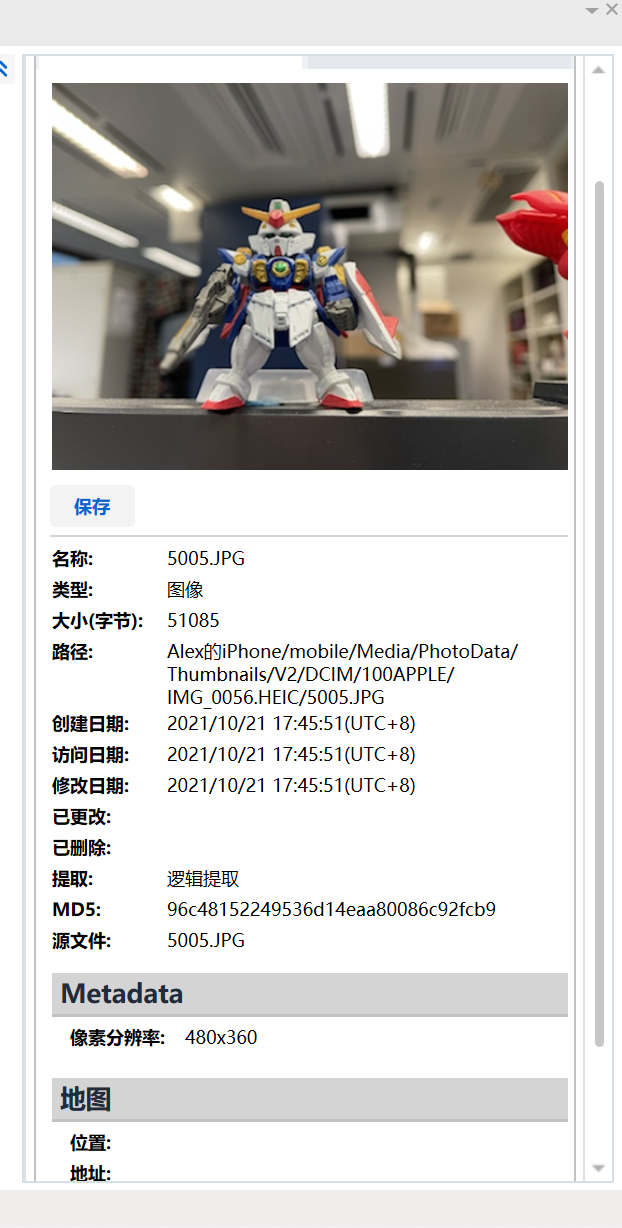 保存
名称: 5005.JPG
类型: 图像
大小(字节): 51085
路径: Alex的iPhone/mobile/Media/PhotoData/
Thumbnails/V2/DCIM/100APPLE/
IMG_0056.HEIC/5005.JPG
创建日期: 2021/10/21 17:45:51(UTC+8)
访问日期: 2021/10/21 17:45:51(UTC+8)
修改日期: 2021/10/21 17:45:51(UTC+8)
已更改:
已删除:
提取: 逻辑提取
MD5: 96c48152249536d14eaa80086c92fcb9
源文件: 5005.JPG
Metadata
像素分辨率: 480x360
地图
位置:
地址: